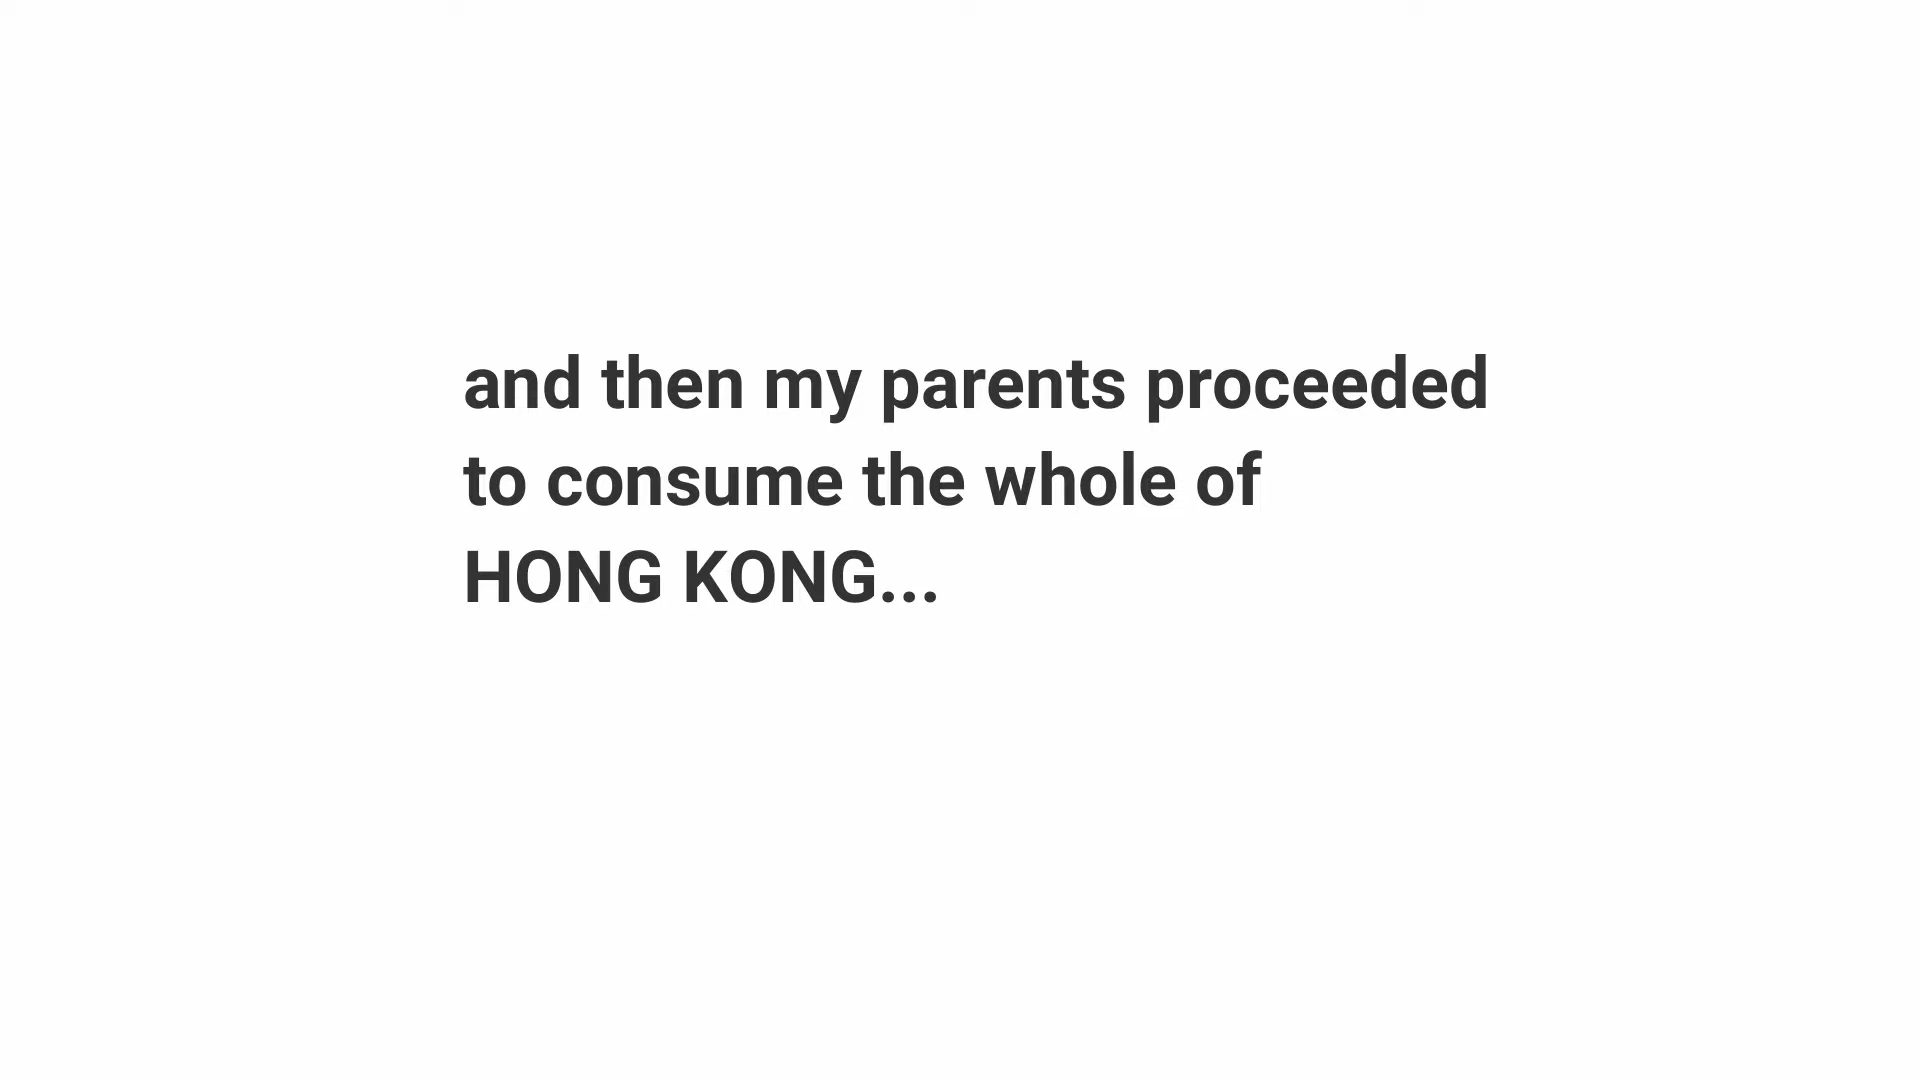 and then my parents proceeded
to consume the whole of
HONG KONG...